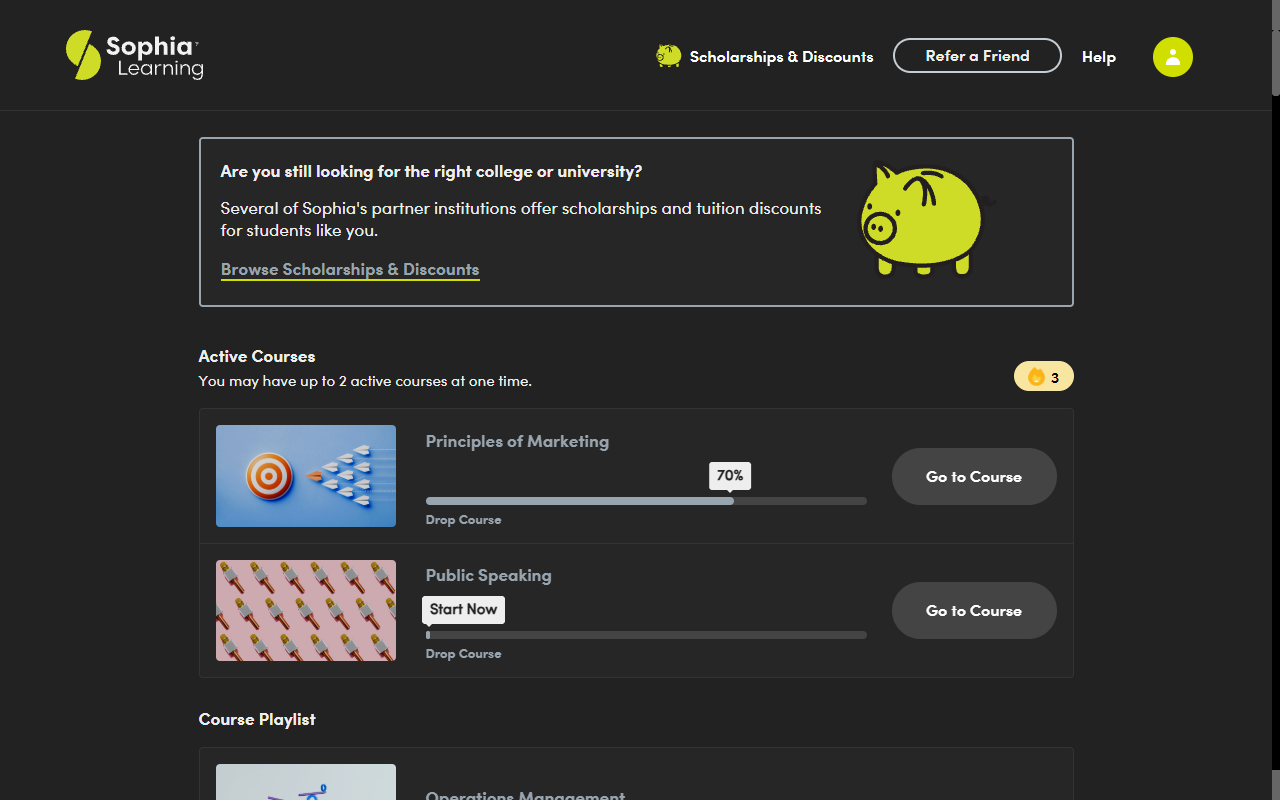 Sophia
Learning
Scholarships & Discounts
Refer a Friend
Help
Are you still looking for the right college or university?
Several of Sophia's partner institutions offer scholarships and tuition discounts
for students like you.
Browse Scholarships & Discounts
Active Courses
You may have up to 2 active courses at one time.
3
Principles of Marketing
70%
Drop Course
Go to Course
Public Speaking
Start Now
Drop Course
Go to Course
Course Playlist
Operations Management